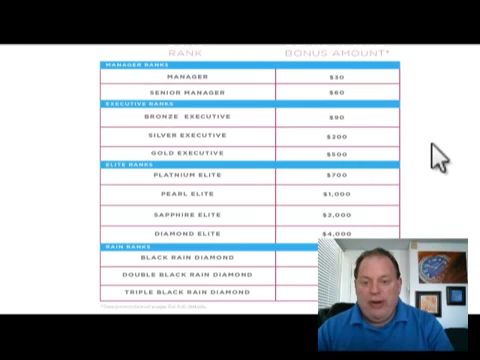 RANK BONUS AMOUNT*
MANAGER RANKS
MANAGER $30
SENIOR MANAGER $60
EXECUTIVE RANKS
BRONZE EXECUTIVE $90
SILVER EXECUTIVE $200
GOLD EXECUTIVE $500
ELITE RANKS
PLATNIUM ELITE $700
PEARL ELITE $1,000
SAPPHIRE ELITE $2,000
DIAMOND ELITE $4,000
RAIN RANKS
BLACK RAIN DIAMOND
DOUBLE BLACK RAIN DIAMOND
TRIPLE BLACK RAIN DIAMOND